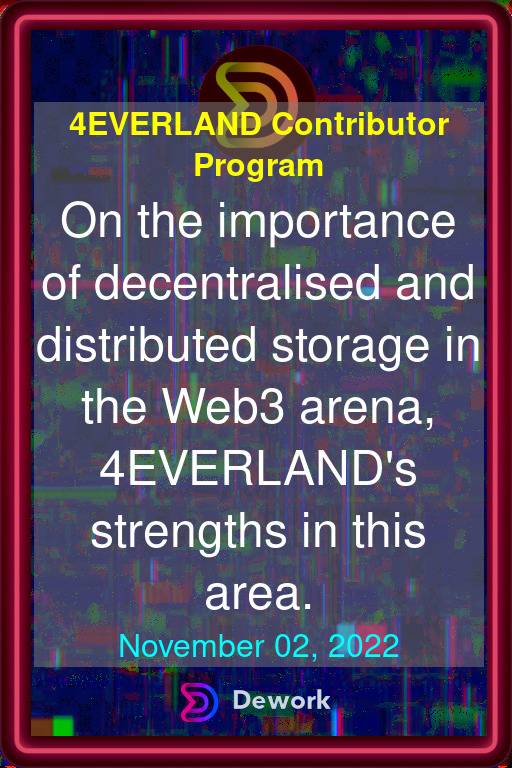 4EVERLAND Contributor
Program
On the importance
of decentralised and
distributed storage in
the Web3 arena,
4EVERLAND's
strengths in this
area.
November 02, 2022
Dework